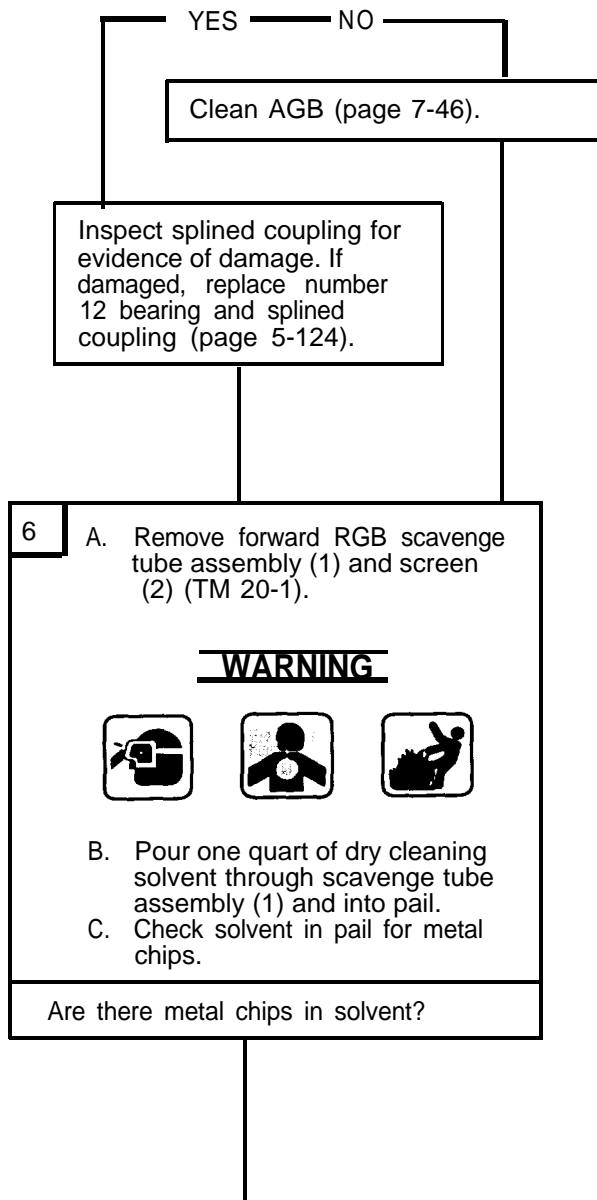 YES NO
Clean AGB (page 7-46).
Inspect splined coupling for
evidence of damage. If
damaged, replace number
12 bearing and splined
coupling (page 5-124).
6
A. Remove forward RGB scavenge
tube assembly (1) and screen
(2) (TM 20-1).
WARNING
B. Pour one quart of dry cleaning
solvent through scavenge tube
assembly (1) and into pail.
C. Check solvent in pail for metal
chips.
Are there metal chips in solvent?